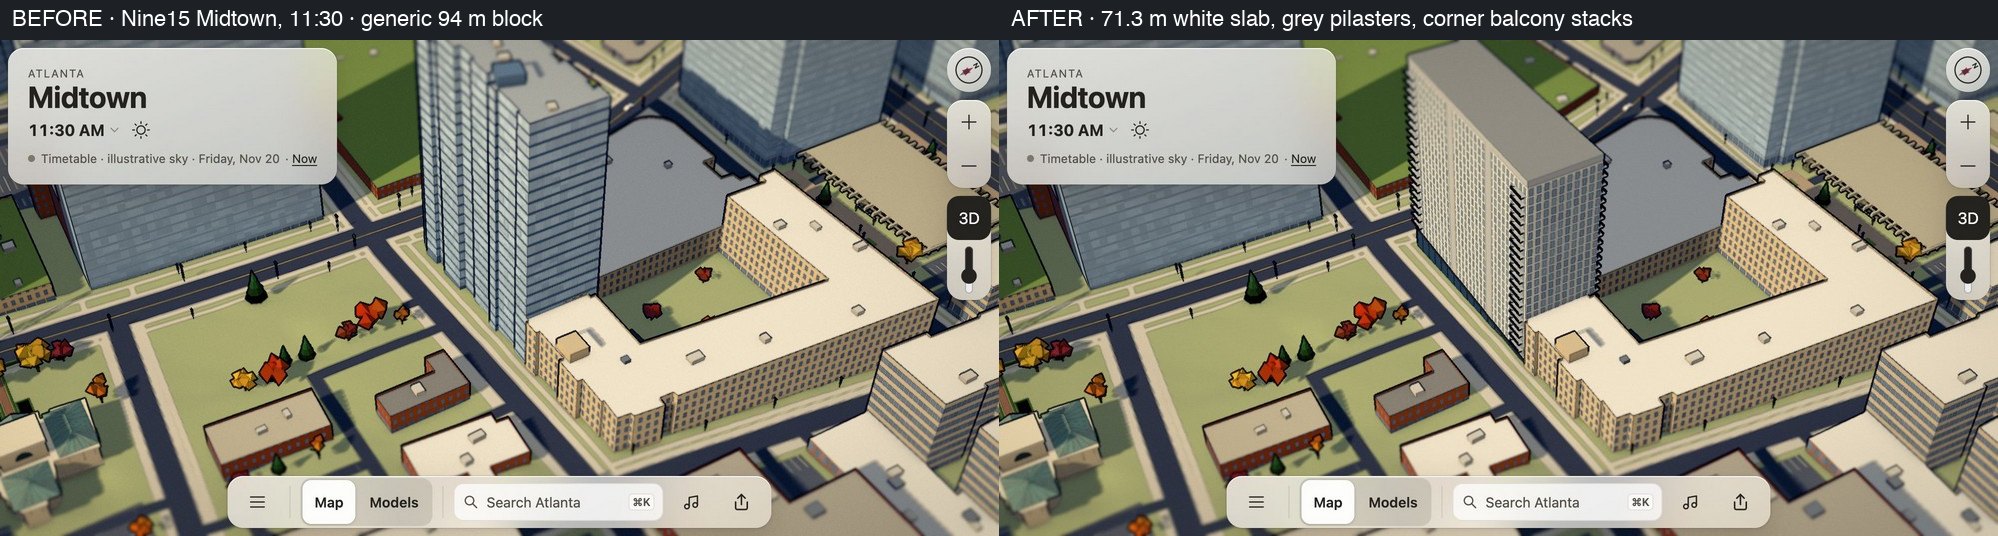 BEFORE · Nine15 Midtown, 11:30 · generic 94 m block
ATLANTA
Midtown
11:30 AM
Timetable · illustrative sky · Friday, Nov 20 · Now
Z
+
−
3D
Map
Models
Search Atlanta
⌘K
AFTER · 71.3 m white slab, grey pilasters, corner balcony stacks
ATLANTA
Midtown
11:30 AM
Timetable · illustrative sky · Friday, Nov 20 · Now
Z
+
−
3D
Map
Models
Search Atlanta
⌘K